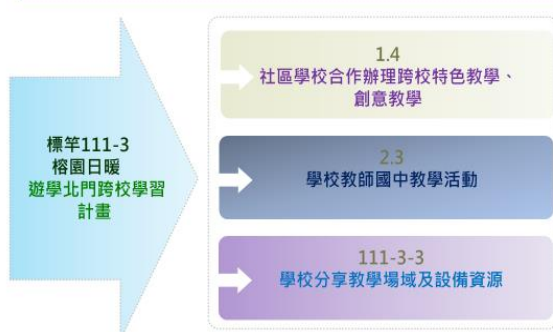 標竿111-3
榕園日暖
遊學北門跨校學習
計畫
1.4
社區學校合作辦理跨校特色教學、
創意教學
2.3
學校教師國中教學活動
111-3-3
學校分享教學場域及設備資源